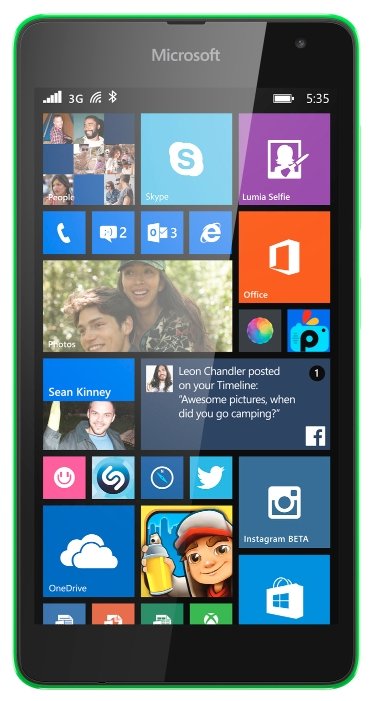 Microsoft
3G 5:35
People
Skype
Lumia Selfie
2
3
Office
Photos
Sean Kinney
Leon Chandler posted
on your Timeline:
"Awesome pictures, when
did you go camping?"
1
Instagram BETA
OneDrive